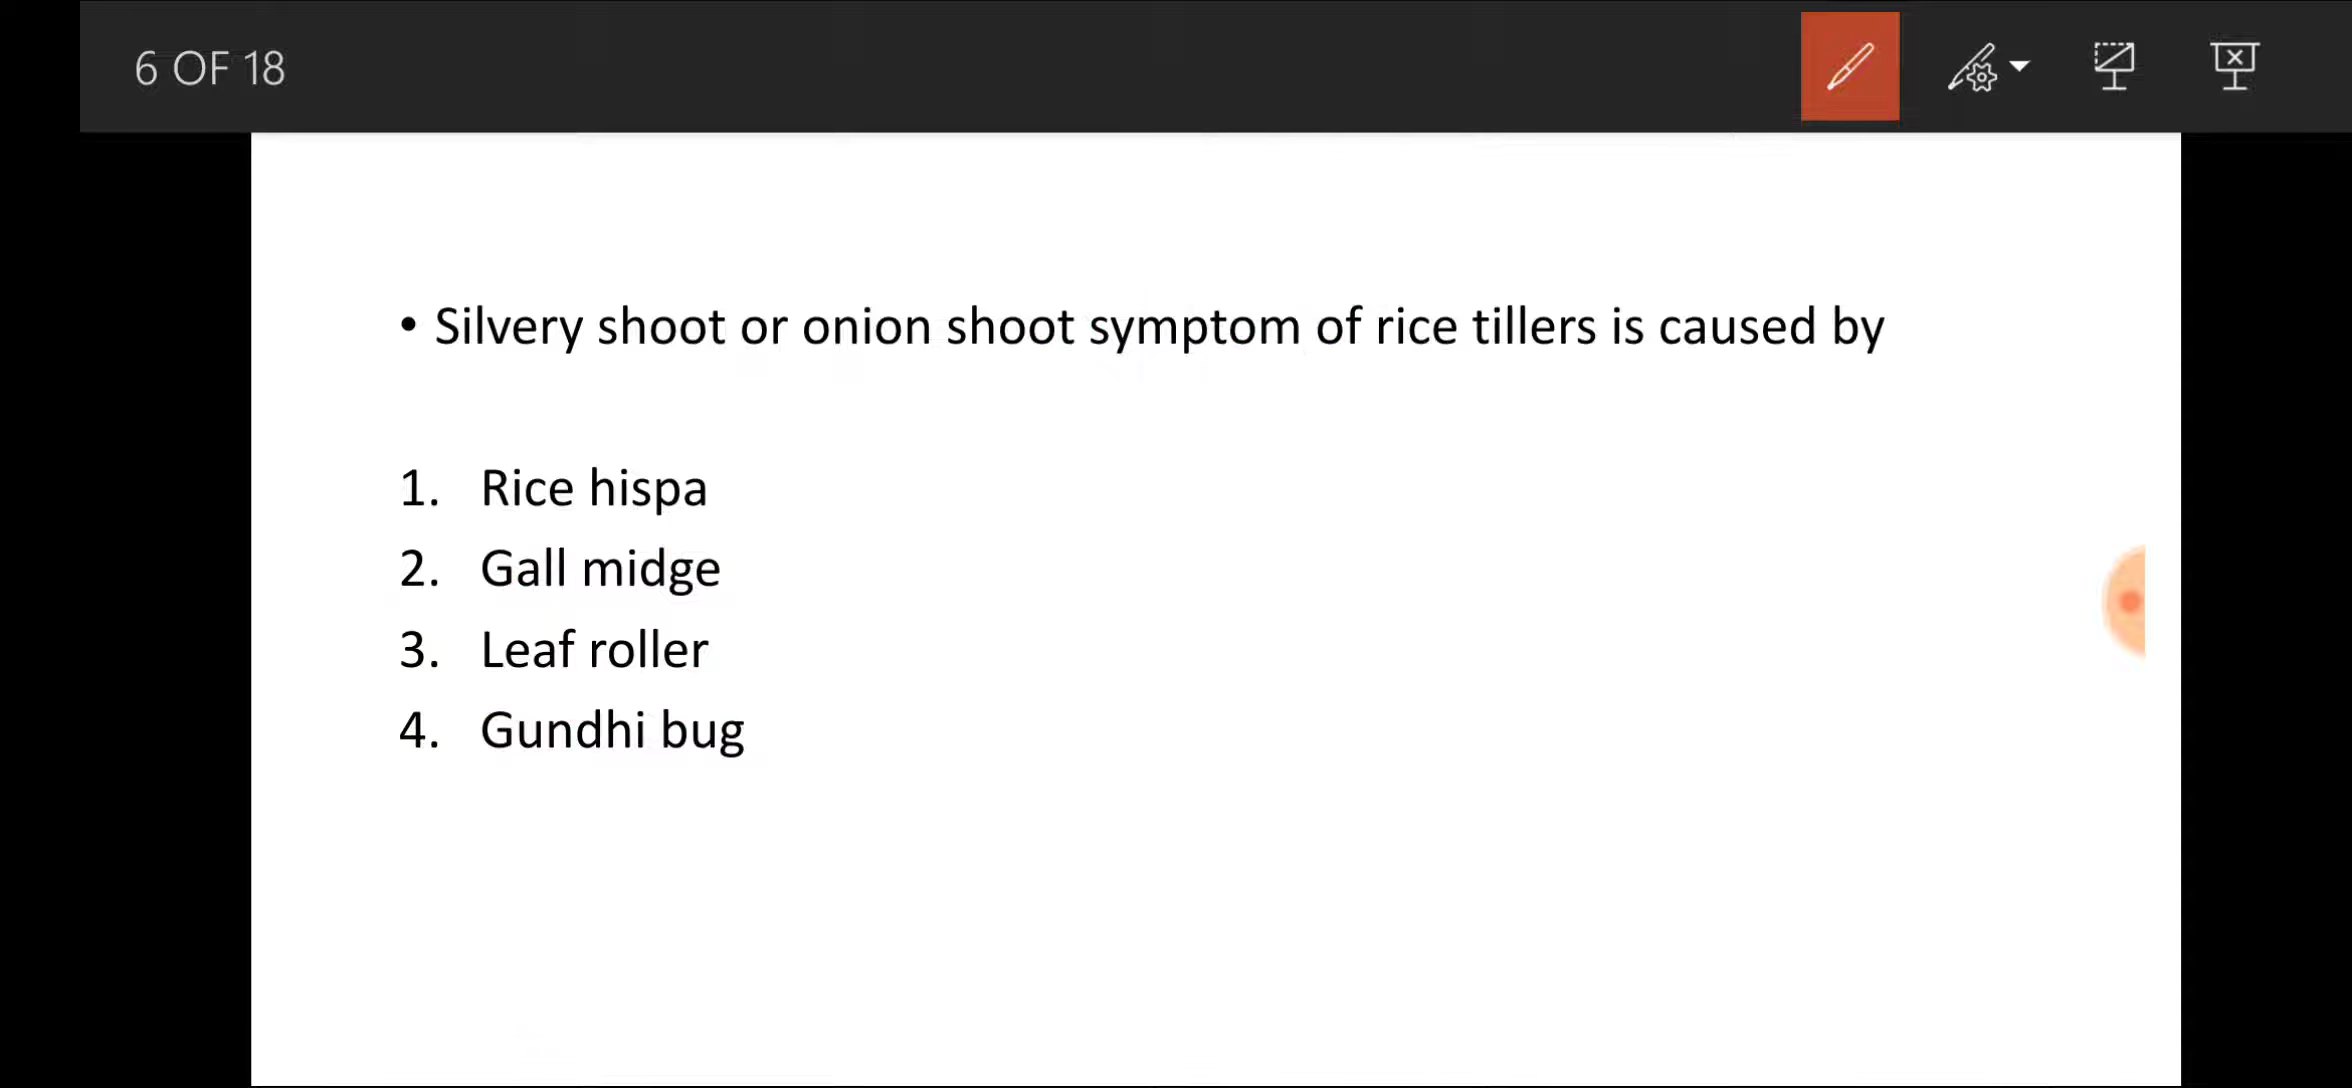 6 OF 18
• Silvery shoot or onion shoot symptom of rice tillers is caused by
1. Rice hispa
2. Gall midge
3. Leaf roller
4. Gundhi bug